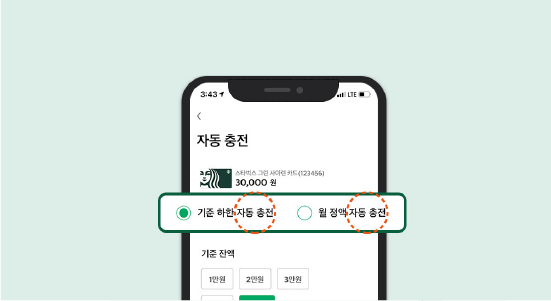 3:43 LTE
자동 충전
스타벅스 그린 사이렌 카드(123456)
30,000 원
기준 하한 자동 충전 월 정액 자동 충전
기준 잔액
1만원 2만원 3만원